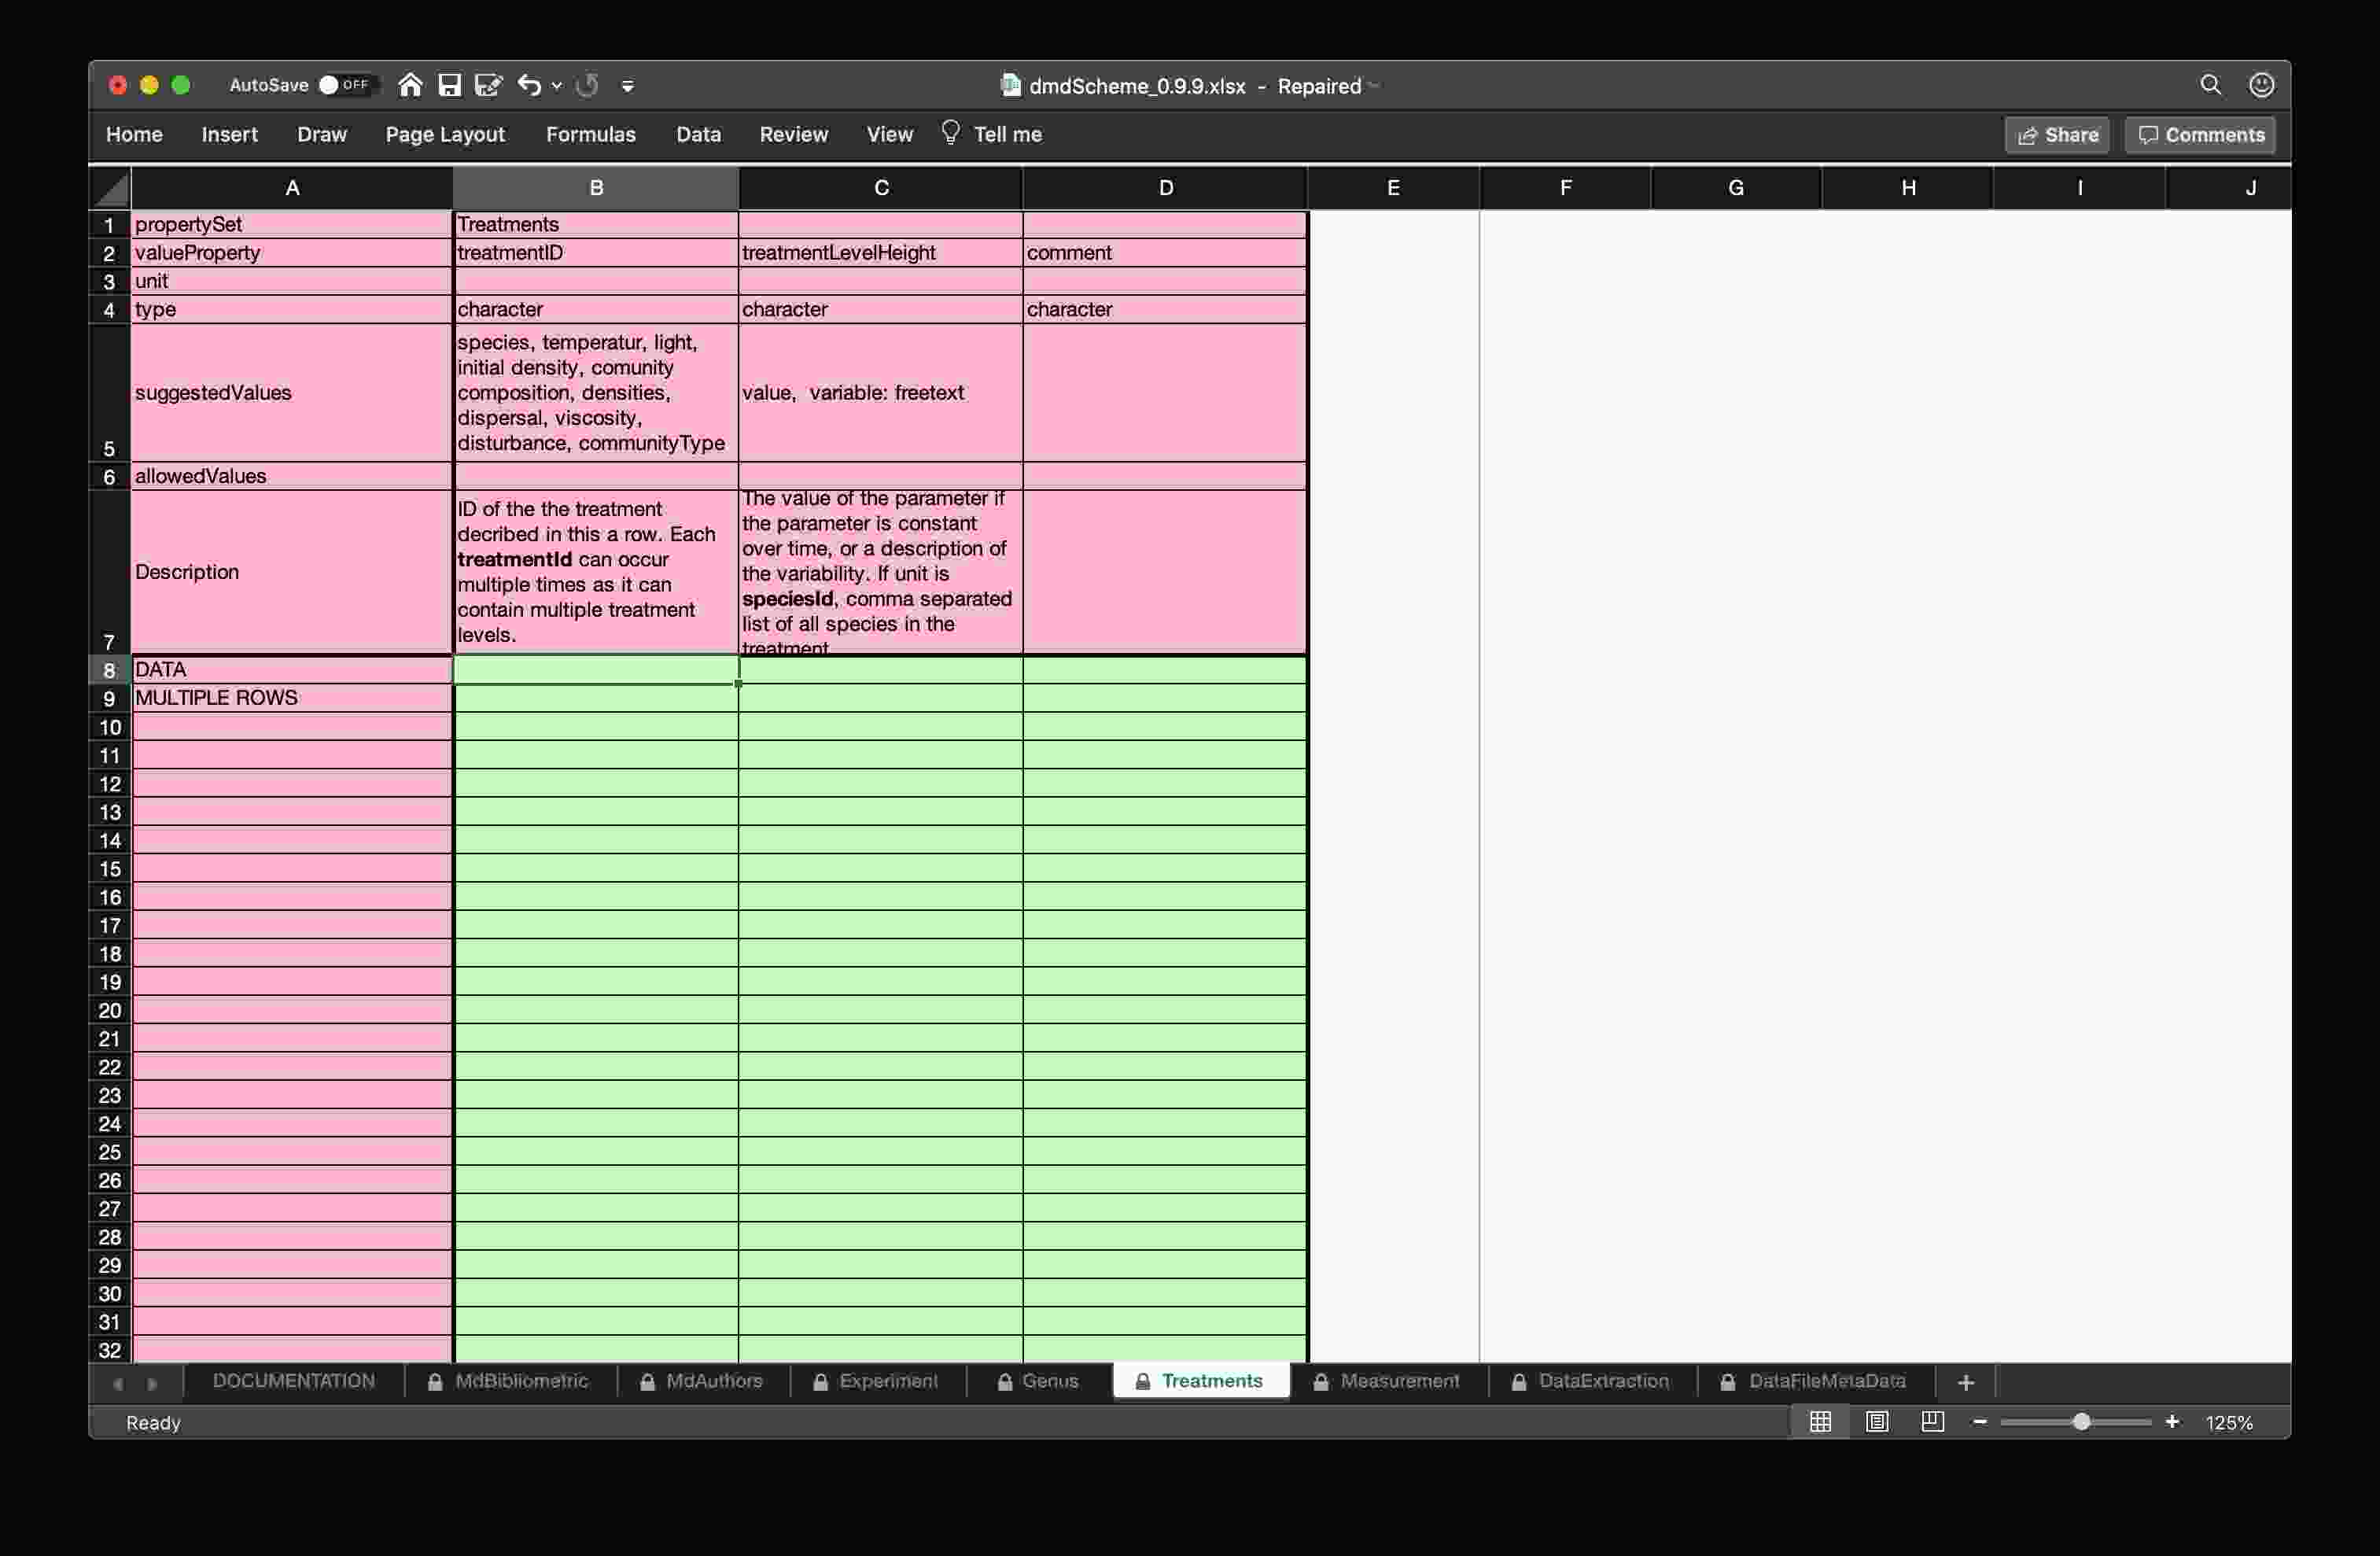 AutoSave OFF dmdScheme_0.9.9.xlsx - Repaired
Home Insert Draw Page Layout Formulas Data Review View Tell me Share Comments
A B C D E F G H I J
1 propertySet Treatments
2 valueProperty treatmentID treatmentLevelHeight comment
3 unit
4 type character character character
5 suggestedValues
species, temperatur, light,
initial density, comunity
composition, densities,
dispersal, viscosity,
disturbance, communityType
value, variable: freetext
6 allowedValues
7 Description
ID of the the treatment
decribed in this a row. Each
treatmentId can occur
multiple times as it can
contain multiple treatment
levels.
The value of the parameter if
the parameter is constant
over time, or a description of
the variability. If unit is
speciesId, comma separated
list of all species in the
treatment
8 DATA
9 MULTIPLE ROWS
10
11
12
13
14
15
16
17
18
19
20
21
22
23
24
25
26
27
28
29
30
31
32
DOCUMENTATION MdBibliometric MdAuthors Experiment Genus Treatments Measurement DataExtraction DataFileMetaData +
Ready 125%